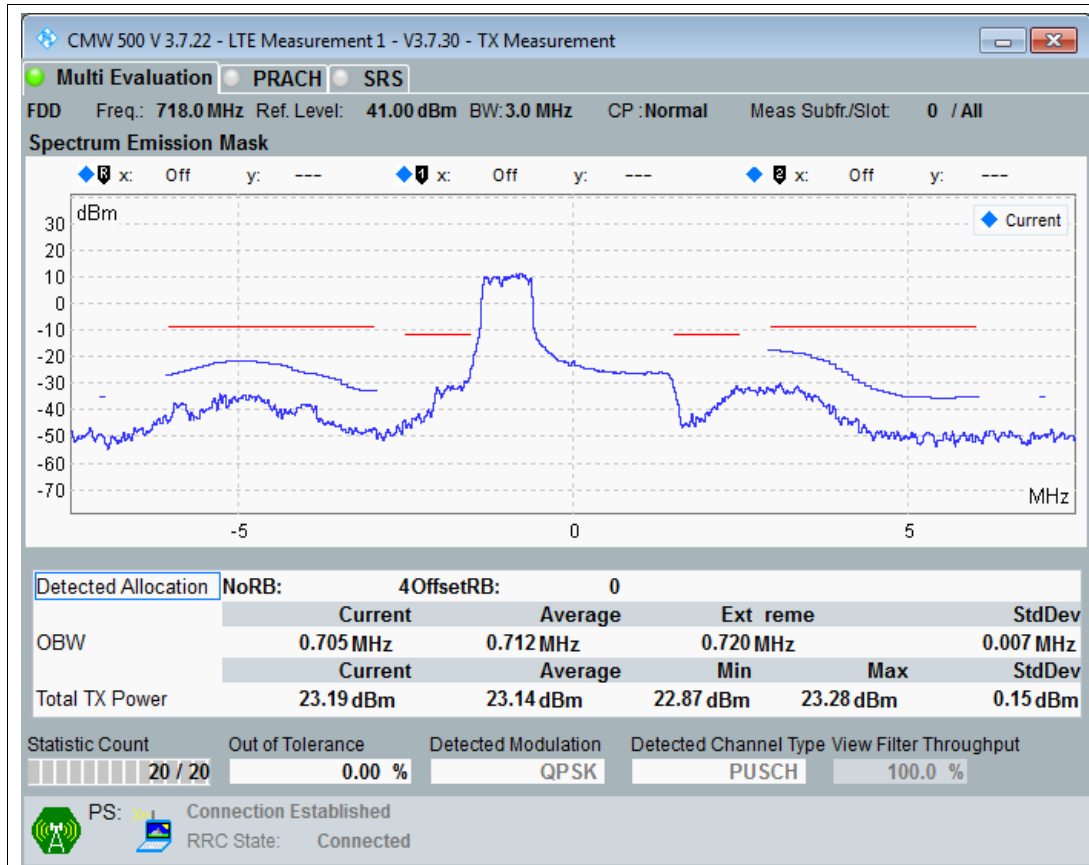 CMW 500 V 3.7.22 - LTE Measurement 1 - V3.7.30 - TX Measurement
Multi Evaluation PRACH SRS
FDD Freq.: 718.0 MHz Ref. Level: 41.00 dBm BW: 3.0 MHz CP : Normal Meas Subfr./Slot: 0 / All
Spectrum Emission Mask
R x: Off y: --- 1 x: Off y: --- 2 x: Off y: ---
dBm
Current
30
20
10
0
-10
-20
-30
-40
-50
-60
-70
MHz
-5 0 5
Detected Allocation NoRB: 4 OffsetRB: 0
Current Average Ext reme StdDev
OBW 0.705 MHz 0.712 MHz 0.720 MHz 0.007 MHz
Current Average Min Max StdDev
Total TX Power 23.19 dBm 23.14 dBm 22.87 dBm 23.28 dBm 0.15 dBm
Statistic Count Out of Tolerance Detected Modulation Detected Channel Type View Filter Throughput
20 / 20 0.00 % QPSK PUSCH 100.0 %
PS: Connection Established
RRC State: Connected